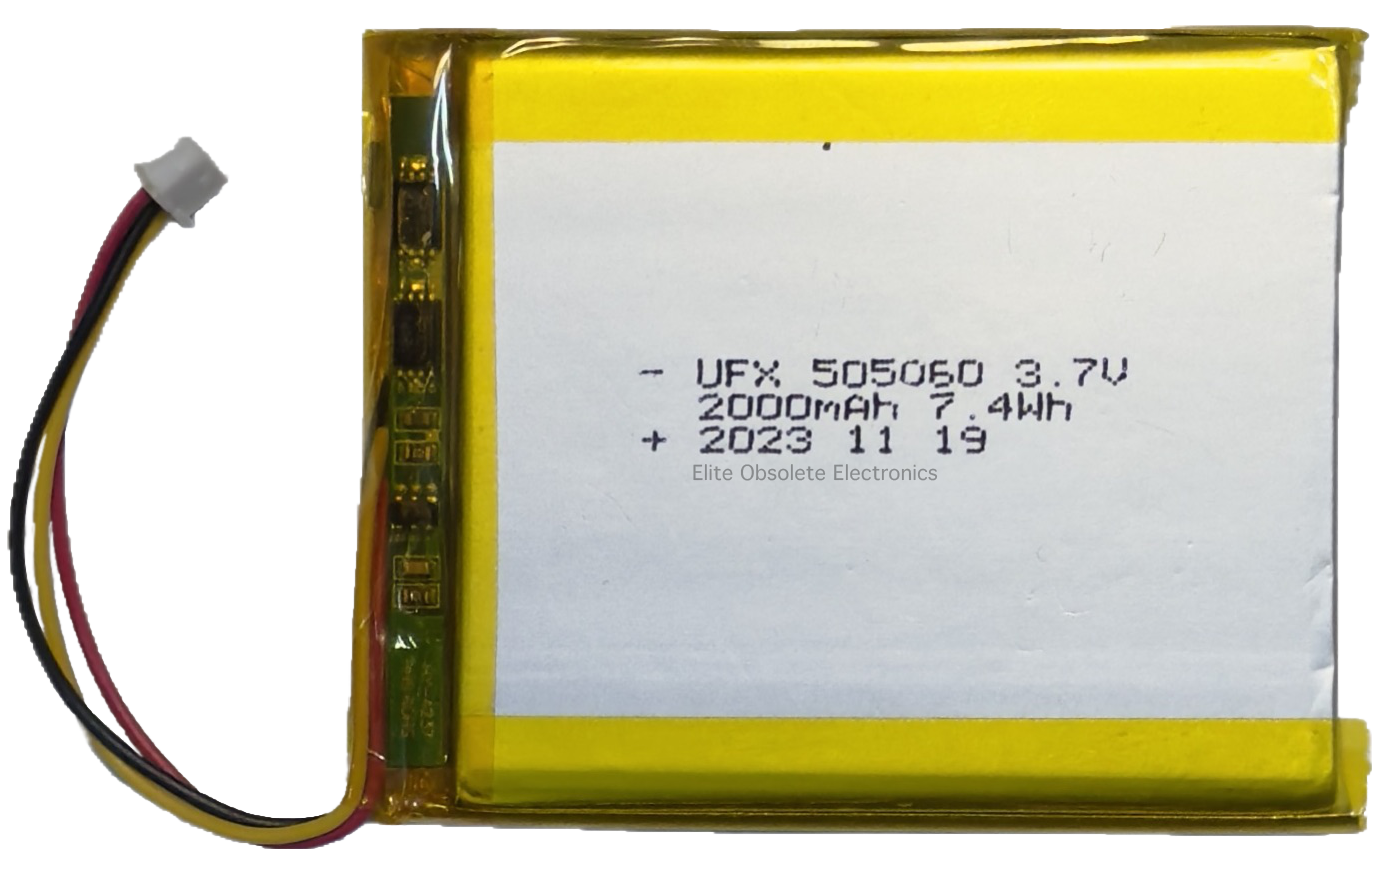 - UFX 505060 3.7V
2000mAh 7.4Wh
+ 2023 11 19
Elite Obsolete Electronics